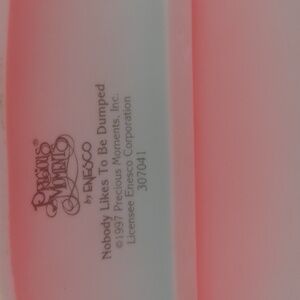 PRECIOUS
MOMENTS®
by ENESCO
Nobody Likes To Be Dumped
©1997 Precious Moments, Inc.
Licensee Enesco Corporation
307041